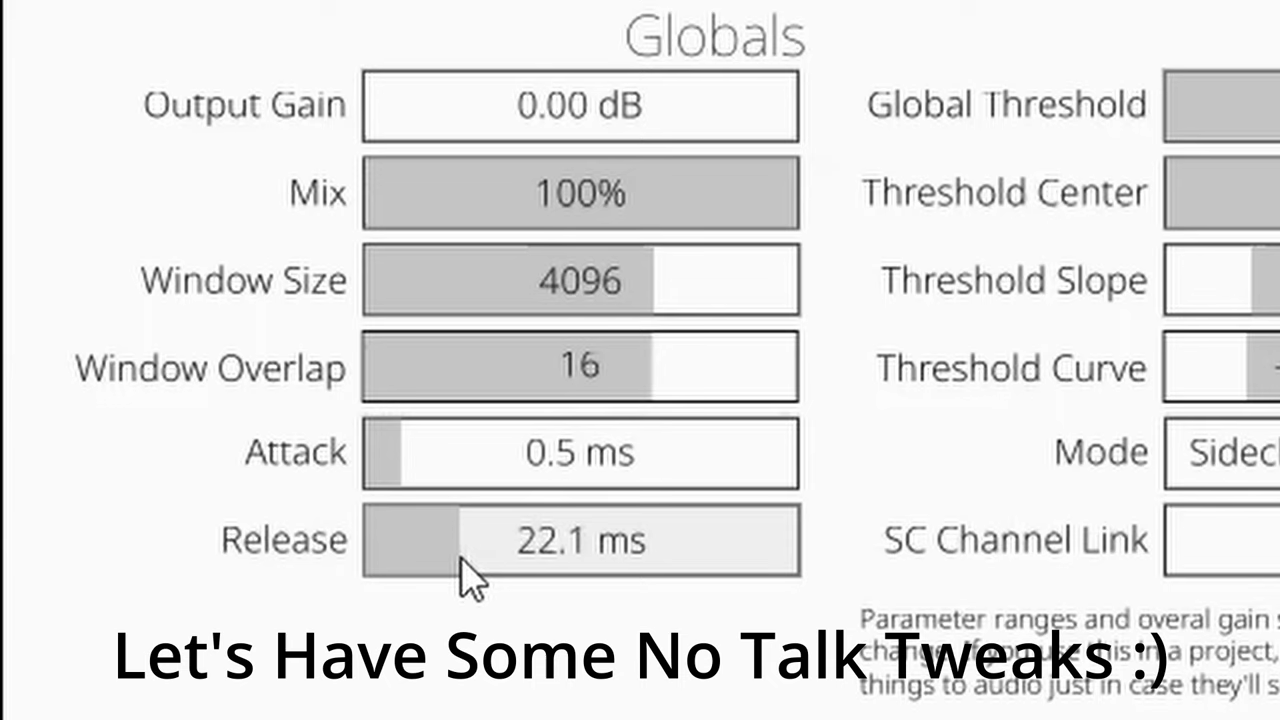 Globals
Output Gain 0.00 dB Global Threshold
Mix 100% Threshold Center
Window Size 4096 Threshold Slope
Window Overlap 16 Threshold Curve
Attack 0.5 ms Mode
Release 22.1 ms SC Channel Link
Parameter ranges and overal gain
this in a project,
things to audio just in case they'll
Let's Have Some No Talk Tweaks :)